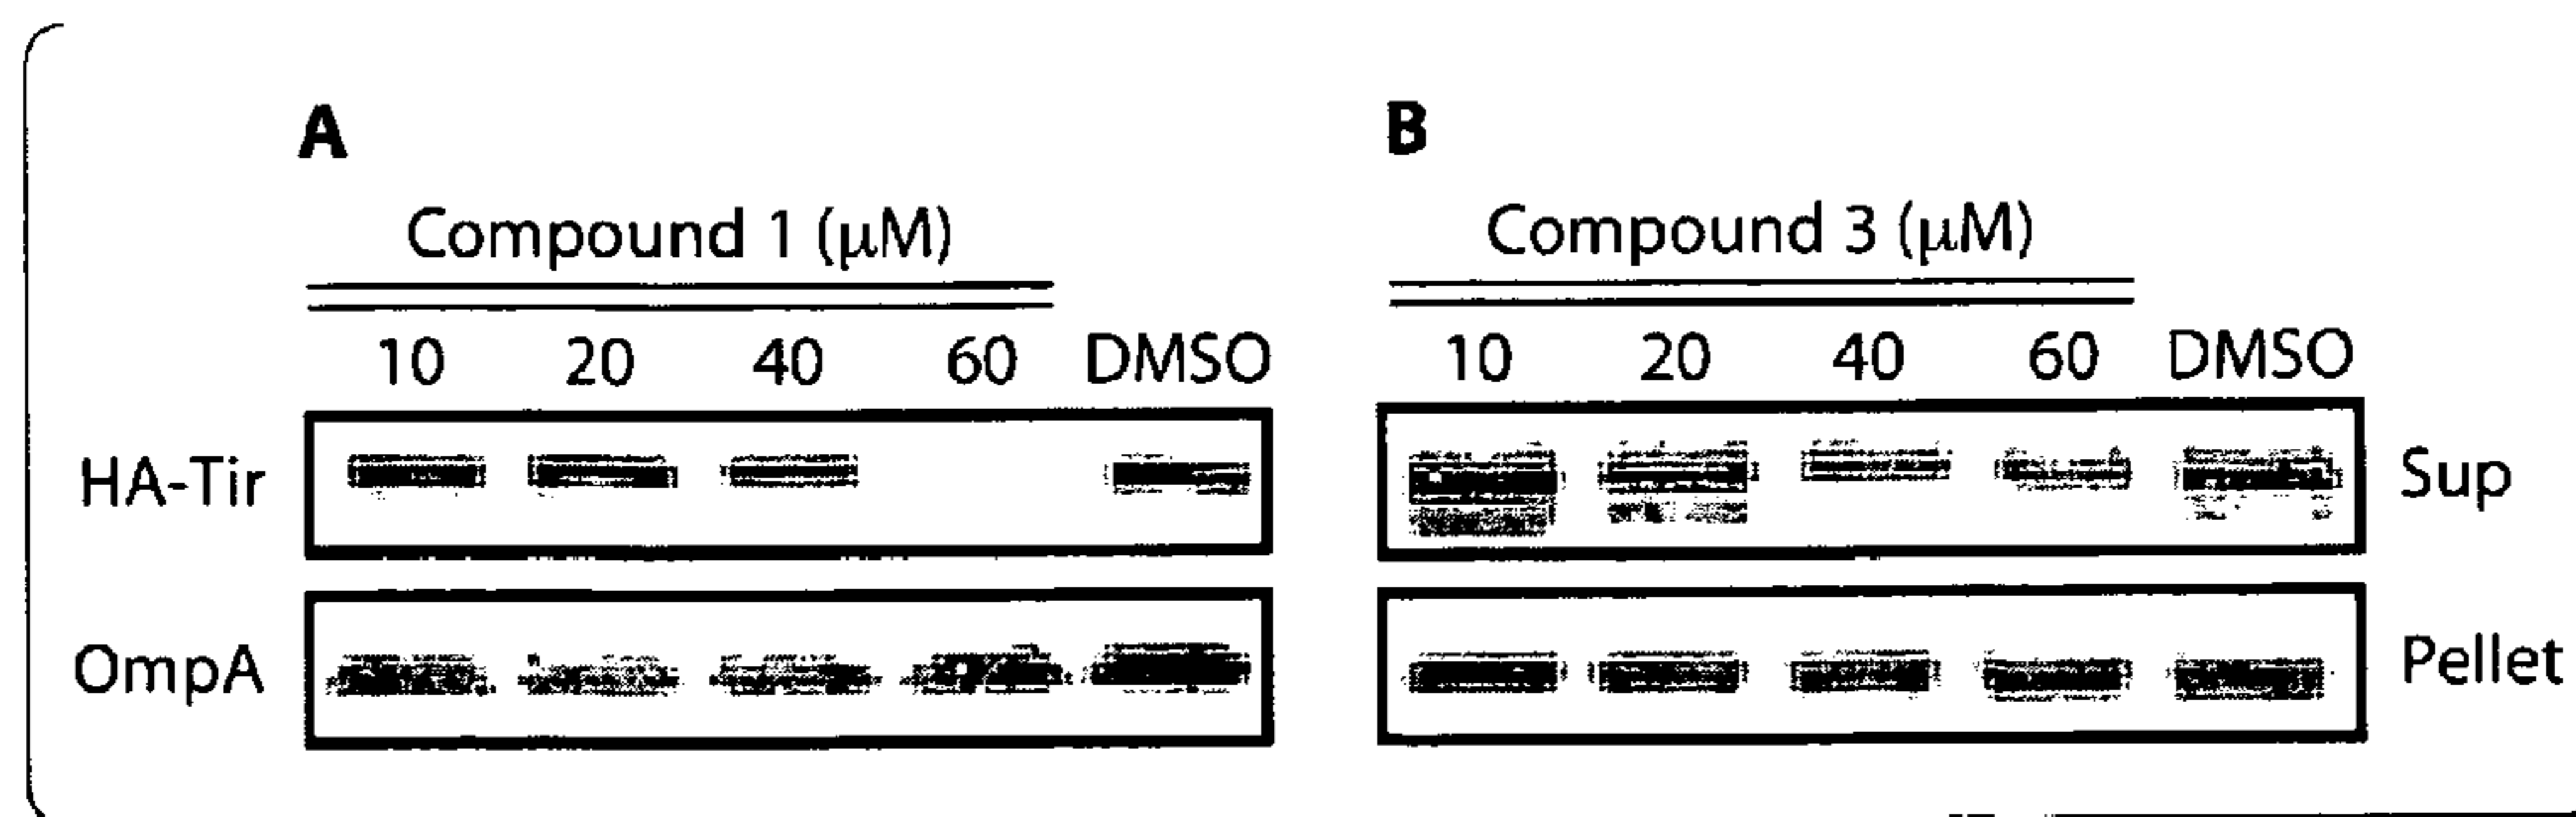 A
B
Compound 1 (μM)
Compound 3 (μM)
10 20 40 60 DMSO
10 20 40 60 DMSO
HA-Tir
Sup
OmpA
Pellet